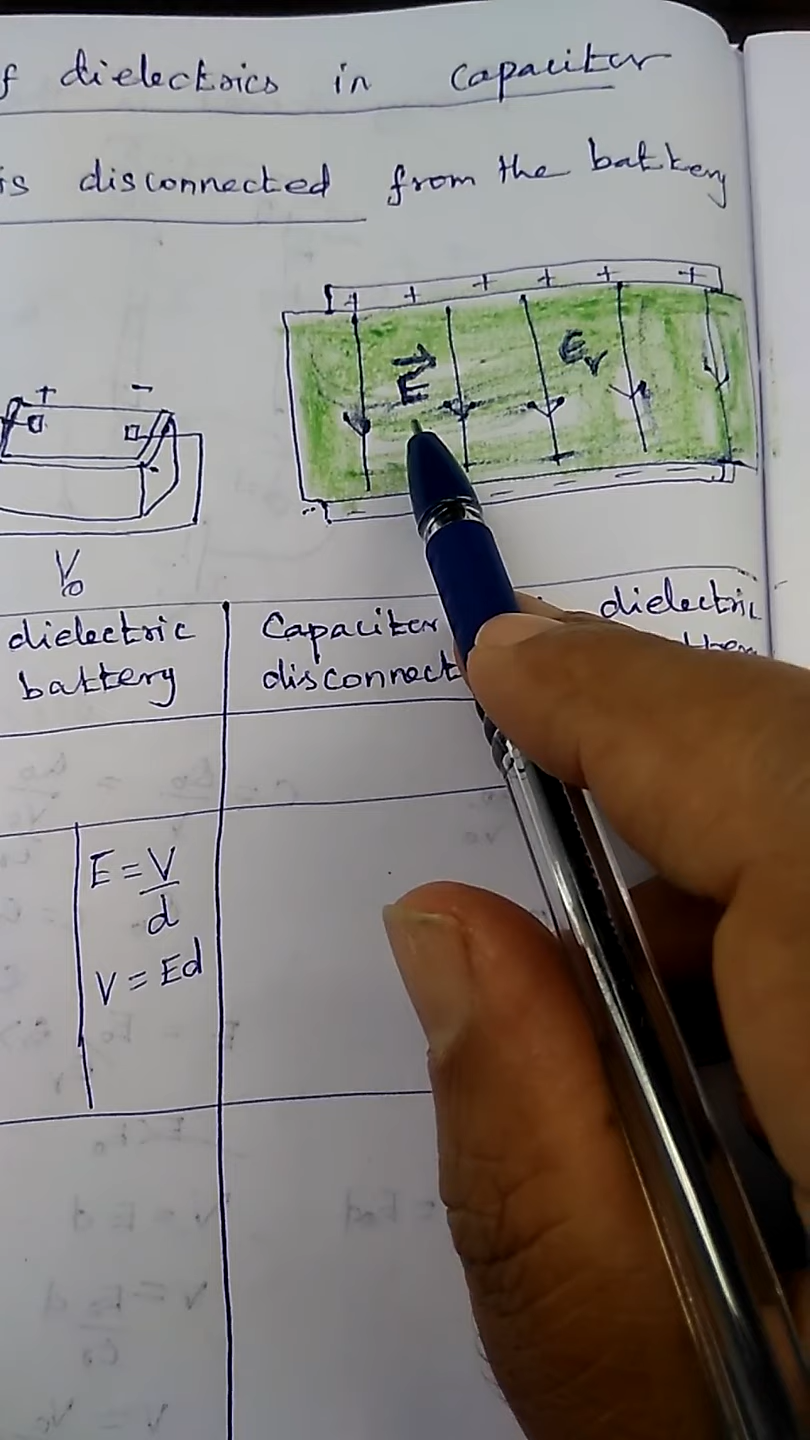 f dielectrics in capacitor
is disconnected from the battery
+ + + + + +
E εr
+ -
V₀
dielectric
battery
Capacitor dielectric
disconnect
E = V/d
V = Ed